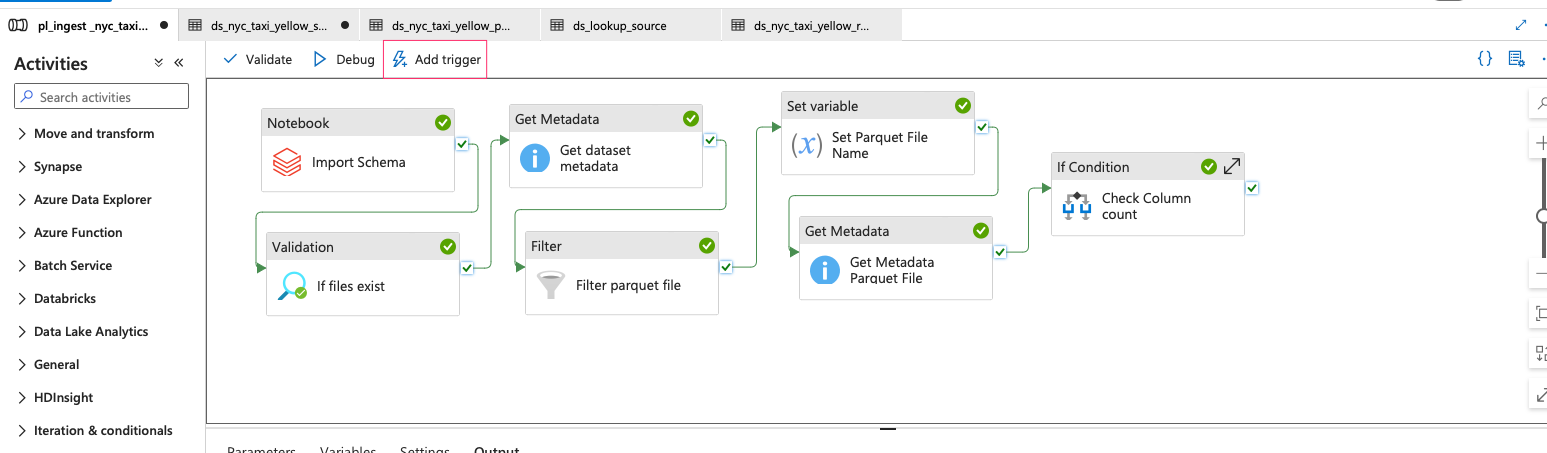 pl_ingest _nyc_taxi...
ds_nyc_taxi_yellow_s...
ds_nyc_taxi_yellow_p...
ds_lookup_source
ds_nyc_taxi_yellow_r...
Activities
Validate
Debug
Add trigger
{}
Search activities
Move and transform
Synapse
Azure Data Explorer
Azure Function
Batch Service
Databricks
Data Lake Analytics
General
HDInsight
Iteration & conditionals
Notebook
Import Schema
Validation
If files exist
Get Metadata
Get dataset
metadata
Filter
Filter parquet file
Set variable
(x)
Set Parquet File
Name
Get Metadata
Get Metadata
Parquet File
If Condition
Check Column
count
Parameters
Variables
Settings
Output